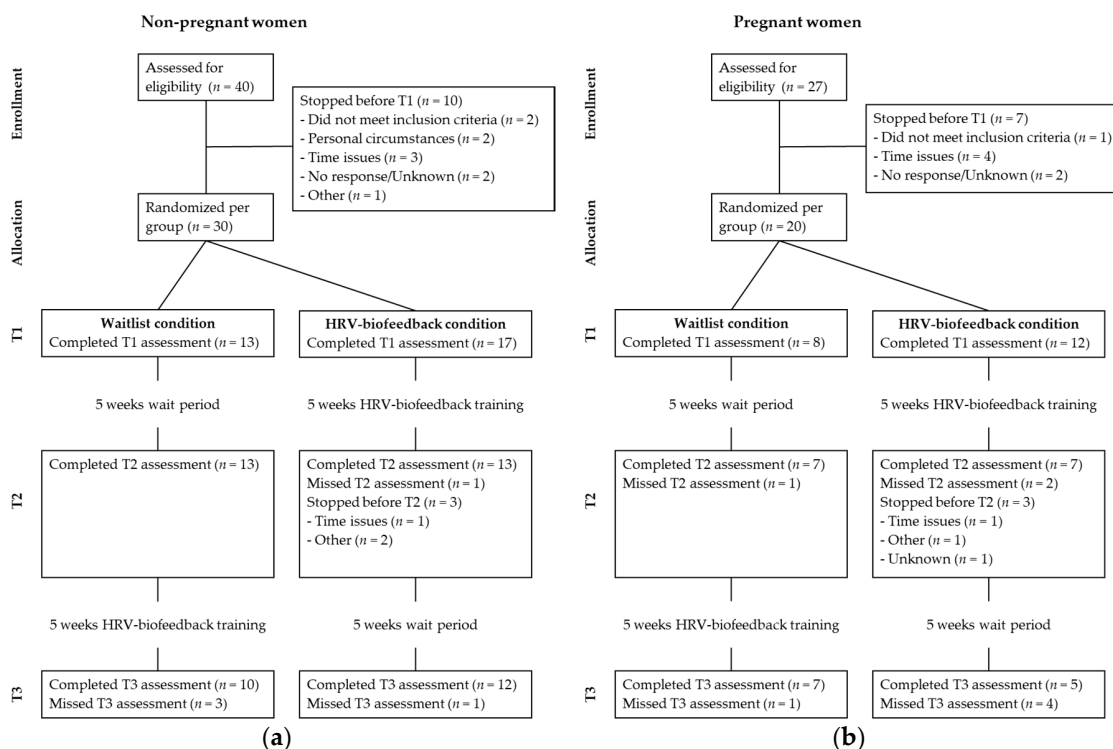 Non-pregnant women
Enrollment
Assessed for
eligibility (n = 40)
Stopped before T1 (n = 10)
- Did not meet inclusion criteria (n = 2)
- Personal circumstances (n = 2)
- Time issues (n = 3)
- No response/Unknown (n = 2)
- Other (n = 1)
Allocation
Randomized per
group (n = 30)
T1
Waitlist condition
Completed T1 assessment (n = 13)
HRV-biofeedback condition
Completed T1 assessment (n = 17)
5 weeks wait period
5 weeks HRV-biofeedback training
T2
Completed T2 assessment (n = 13)
Completed T2 assessment (n = 13)
Missed T2 assessment (n = 1)
Stopped before T2 (n = 3)
- Time issues (n = 1)
- Other (n = 2)
5 weeks HRV-biofeedback training
5 weeks wait period
T3
Completed T3 assessment (n = 10)
Missed T3 assessment (n = 3)
Completed T3 assessment (n = 12)
Missed T3 assessment (n = 1)
(a)
Pregnant women
Enrollment
Assessed for
eligibility (n = 27)
Stopped before T1 (n = 7)
- Did not meet inclusion criteria (n = 1)
- Time issues (n = 4)
- No response/Unknown (n = 2)
Allocation
Randomized per
group (n = 20)
T1
Waitlist condition
Completed T1 assessment (n = 8)
HRV-biofeedback condition
Completed T1 assessment (n = 12)
5 weeks wait period
5 weeks HRV-biofeedback training
T2
Completed T2 assessment (n = 7)
Missed T2 assessment (n = 1)
Completed T2 assessment (n = 7)
Missed T2 assessment (n = 2)
Stopped before T2 (n = 3)
- Time issues (n = 1)
- Other (n = 1)
- Unknown (n = 1)
5 weeks HRV-biofeedback training
5 weeks wait period
T3
Completed T3 assessment (n = 7)
Missed T3 assessment (n = 1)
Completed T3 assessment (n = 5)
Missed T3 assessment (n = 4)
(b)